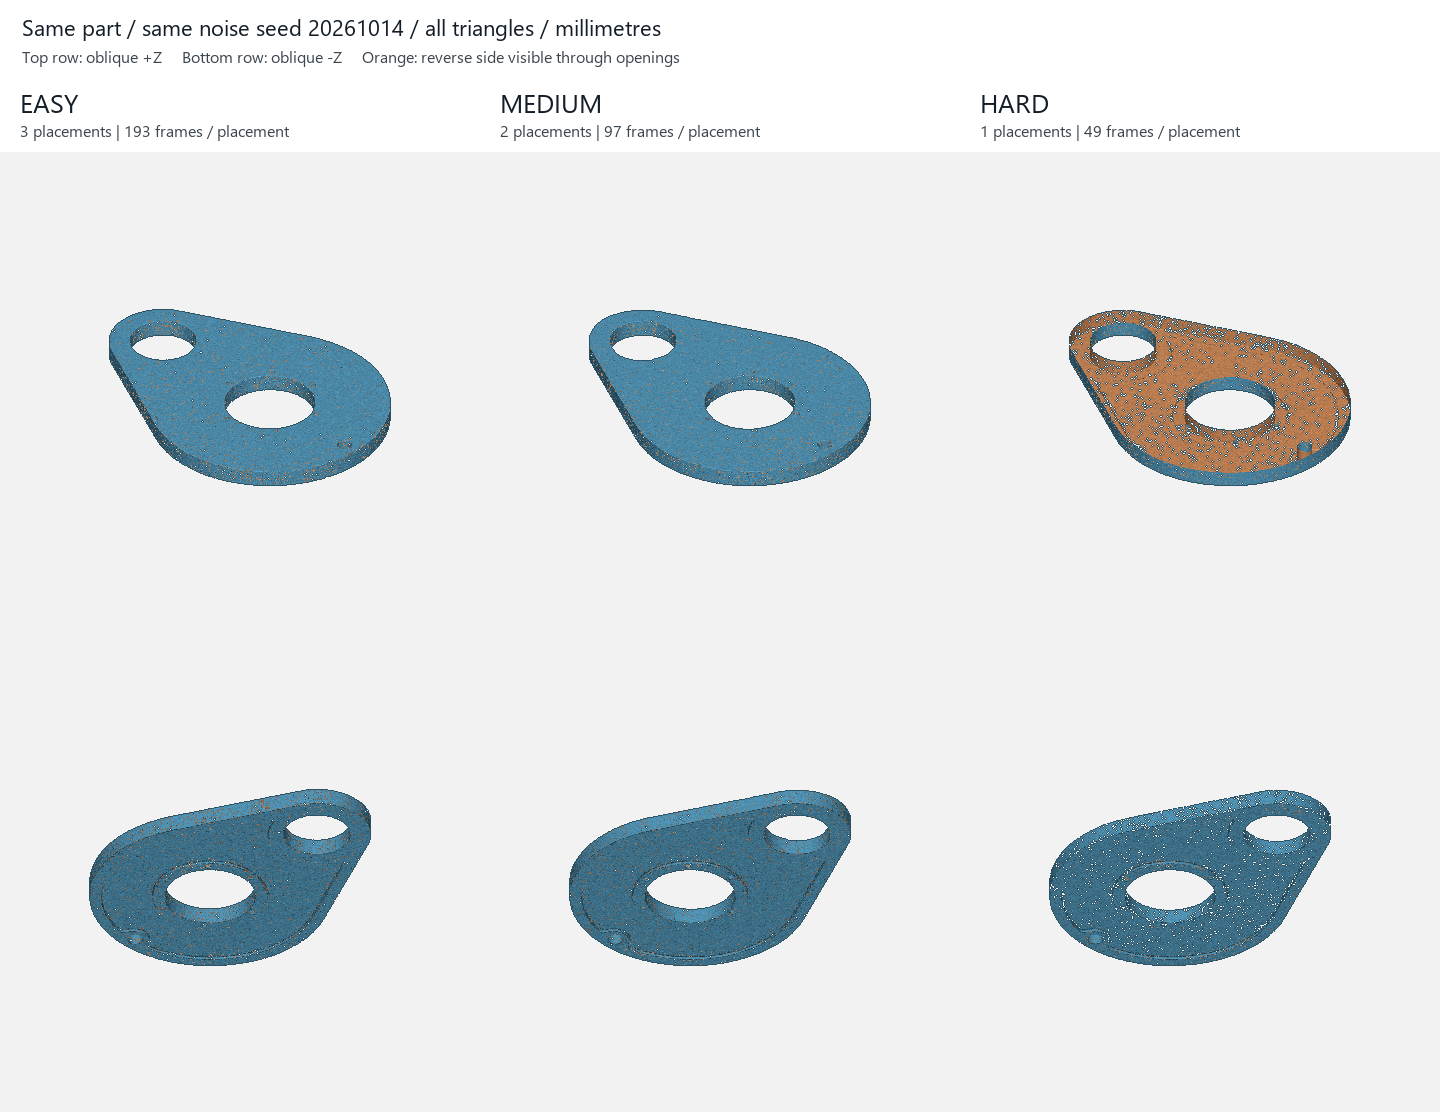 Same part / same noise seed 20261014 / all triangles / millimetres
Top row: oblique +Z Bottom row: oblique -Z Orange: reverse side visible through openings
EASY
3 placements | 193 frames / placement
MEDIUM
2 placements | 97 frames / placement
HARD
1 placements | 49 frames / placement